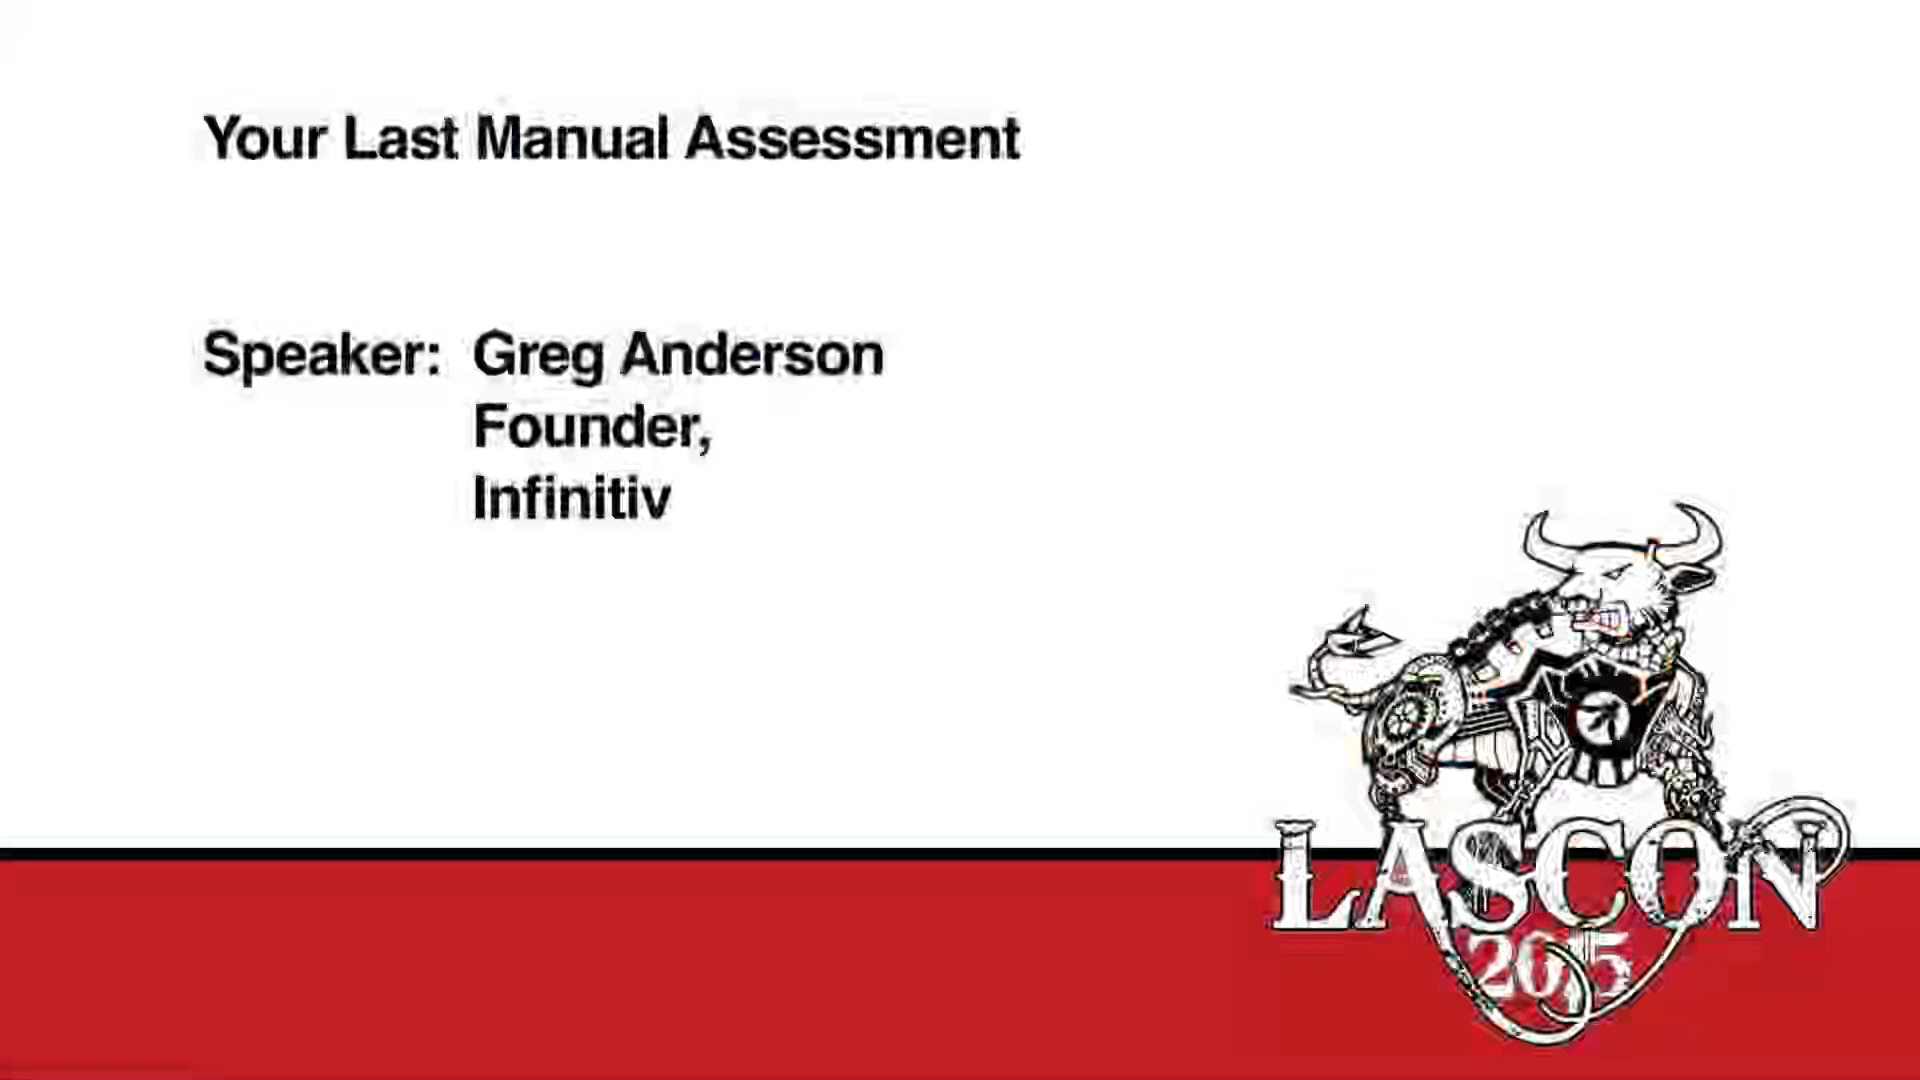 Your Last Manual Assessment
Speaker: Greg Anderson
Founder,
Infinitiv
LASCON
2015